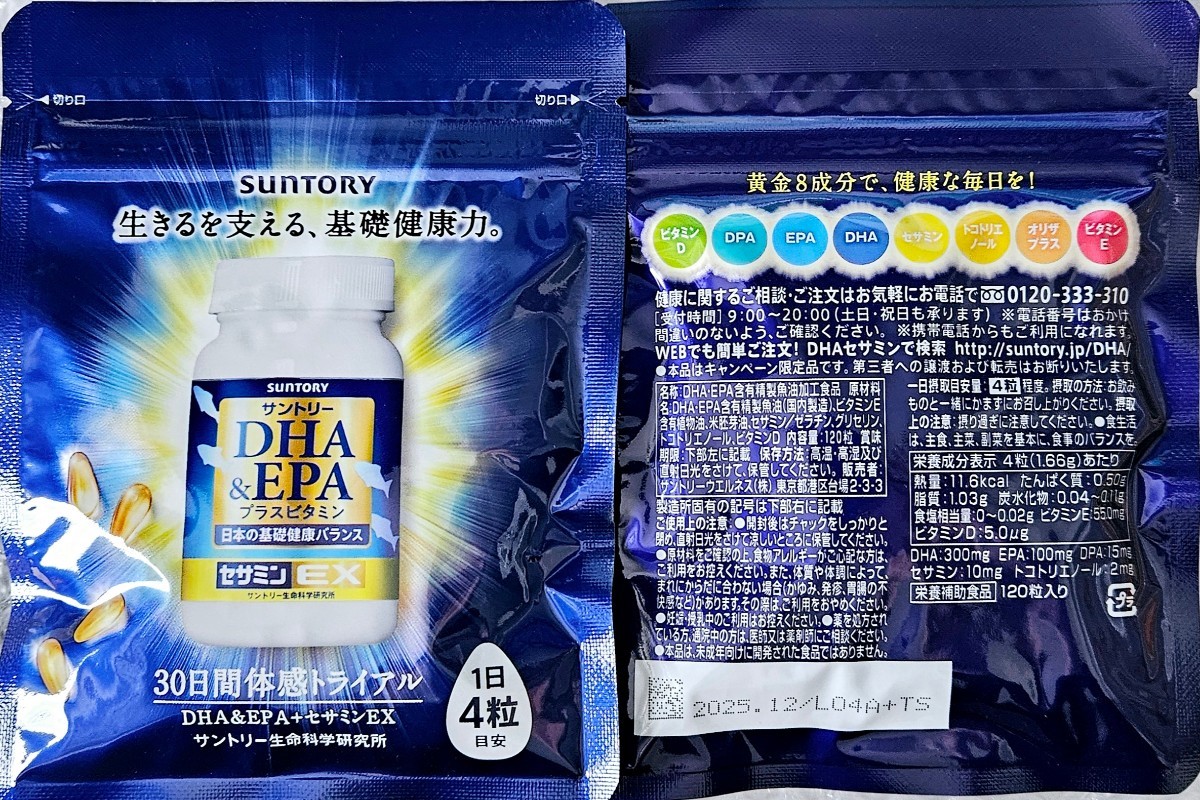 切り口
切り口
SUNTORY
生きるを支える、基礎健康力。
SUNTORY
サントリー
DHA
&EPA
プラスビタミン
日本の基礎健康バランス
セサミンEX
サントリー生命科学研究所
30日間体感トライアル
DHA&EPA+セサミンEX
サントリー生命科学研究所
1日
4粒
目安
黄金8成分で、健康な毎日を!
ビタミン
D
DPA
EPA
DHA
セサミン
トコトリエ
ノール
オリザ
プラス
ビタミン
E
健康に関するご相談・ご注文はお気軽にお電話で 0120-333-310
[受付時間] 9:00〜20:00(土日・祝日も承ります) ※電話番号はおかけ
間違いのないよう、ご確認ください。 ※携帯電話からもご利用になれます。
WEBでも簡単ご注文! DHAセサミンで検索 http://suntory.jp/DHA/
●本品はキャンペーン限定品です。第三者への譲渡および転売はお断りいたします。
名称:DHA・EPA含有精製魚油加工食品 原材料
名:DHA・EPA含有精製魚油(国内製造)、ビタミンE
含有植物油、米胚芽油、セサミン/ゼラチン、グリセリン、
トコトリエノール、ビタミンD 内容量:120粒 賞味
期限:下部左に記載 保存方法:高温・高湿及び
直射日光をさけて、保管してください。 販売者:
サントリーウエルネス(株) 東京都港区台場2-3-3
製造所固有の記号は下部右に記載
ご使用上の注意:●開封後はチャックをしっかりと
閉め、直射日光をさけて涼しいところに保管してください。
●原材料をご確認の上、食物アレルギーがご心配な方は、
ご利用をお控えください。また、体質や体調によって、
まれにからだに合わない場合(かゆみ、発疹、胃腸の不
快感など)があります。その際は、ご利用をおやめください。
●妊娠・授乳中のご利用はお控えください。●薬を処方され
ている方、通院中の方は、医師又は薬剤師にご相談ください。
●本品は、未成年向けに開発された食品ではありません。
一日摂取目安量:4粒程度。摂取の方法:お飲み
ものと一緒にかまずにお召し上がりください。摂取
上の注意:摂り過ぎに注意してください。●食生活
は、主食、主菜、副菜を基本に、食事のバランスを。
栄養成分表示 4粒(1.66g)あたり
熱量:11.6kcal たんぱく質:0.50g
脂質:1.03g 炭水化物:0.04〜0.11g
食塩相当量:0〜0.02g ビタミンE:55.0mg
ビタミンD:5.0μg
DHA:300mg EPA:100mg DPA:15mg
セサミン:10mg トコトリエノール:2mg
栄養補助食品 120粒入り
プラ
2025.12/LO4A+TS